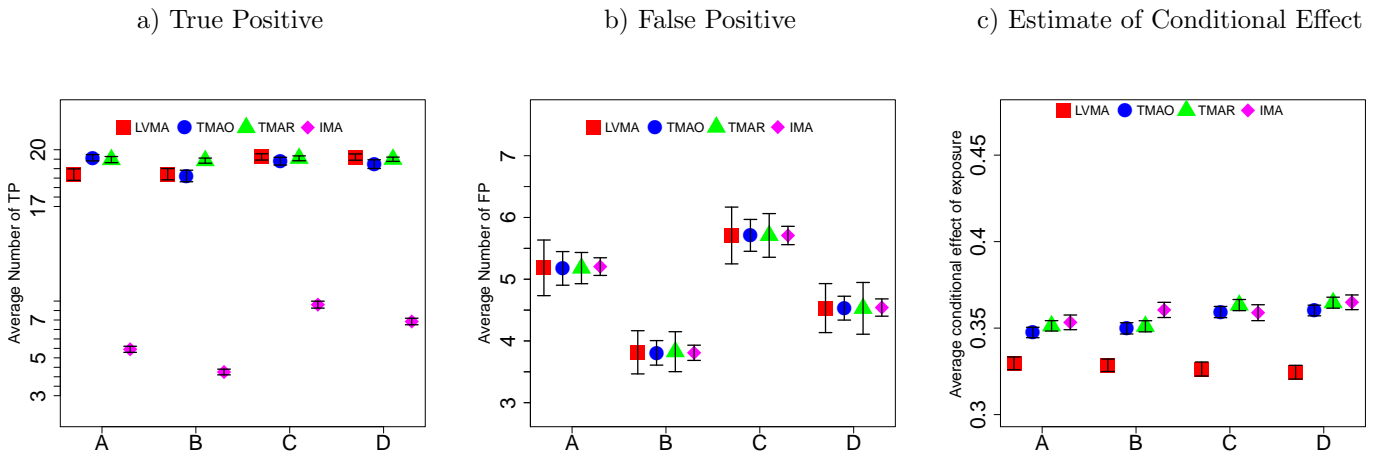 a) True Positive
b) False Positive
c) Estimate of Conditional Effect
Average Number of TP
20
17
7
5
3
LVMA TMAO TMAR IMA
A B C D
Average Number of FP
7
6
5
4
3
LVMA TMAO TMAR IMA
A B C D
Average conditional effect of exposure
0.45
0.4
0.35
0.3
LVMA TMAO TMAR IMA
A B C D